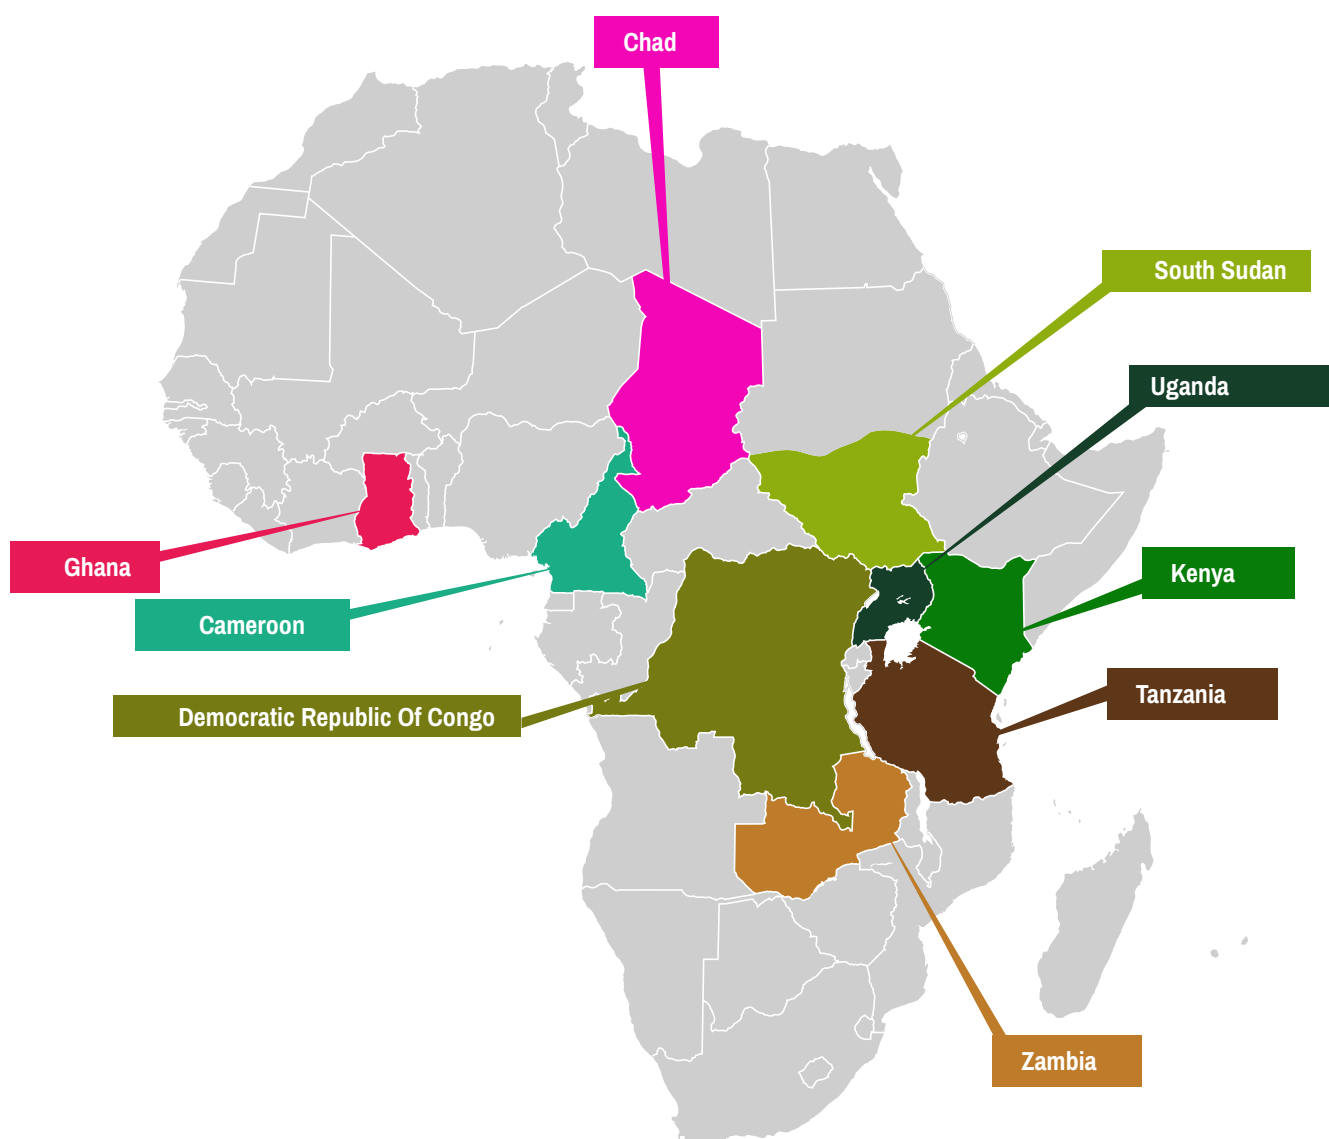 Chad
South Sudan
Uganda
Ghana
Kenya
Cameroon
Tanzania
Democratic Republic Of Congo
Zambia